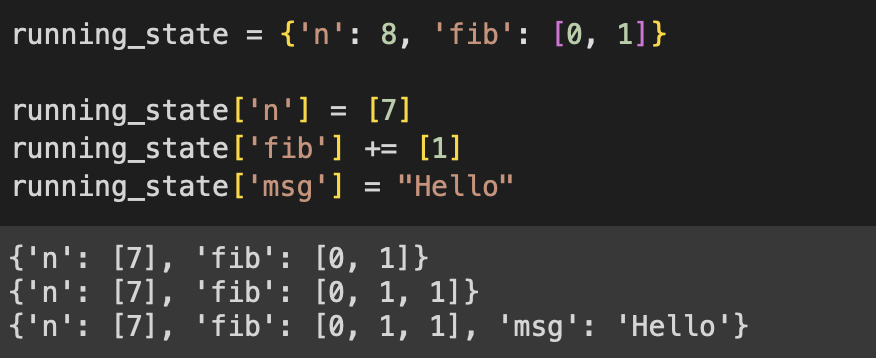 running_state = {'n': 8, 'fib': [0, 1]}
running_state['n'] = [7]
running_state['fib'] += [1]
running_state['msg'] = "Hello"
{'n': [7], 'fib': [0, 1]}
{'n': [7], 'fib': [0, 1, 1]}
{'n': [7], 'fib': [0, 1, 1], 'msg': 'Hello'}